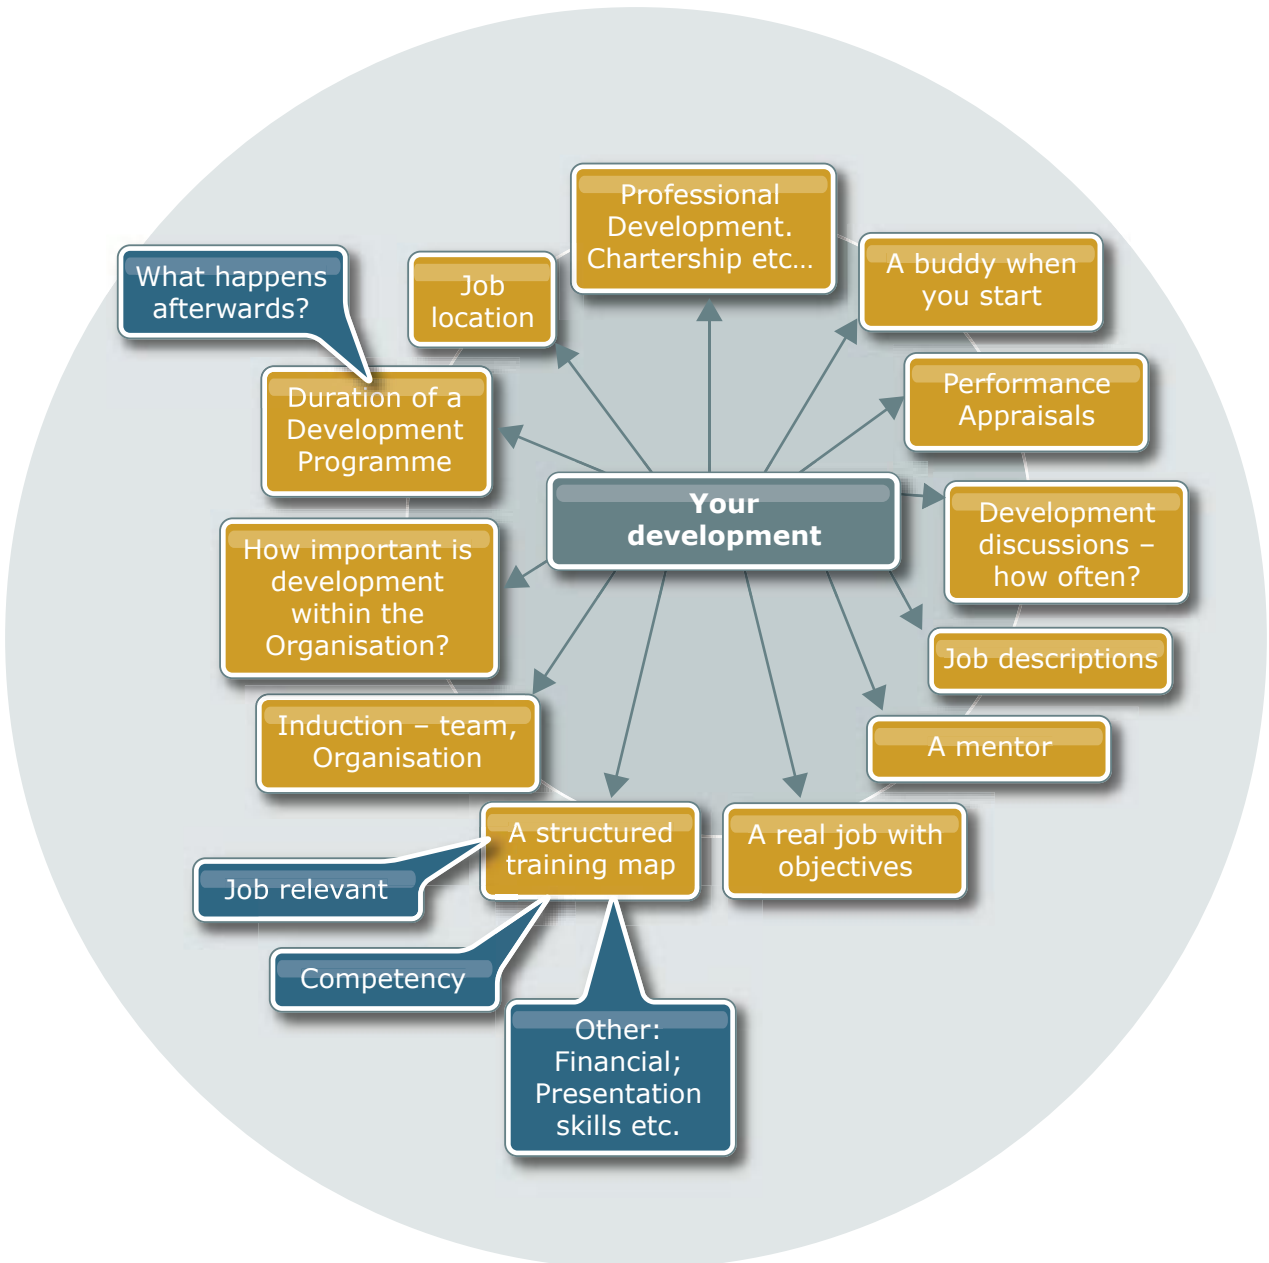 Professional
Development.
Chartership etc...
A buddy when
you start
What happens
afterwards?
Job
location
Performance
Appraisals
Duration of a
Development
Programme
Your
development
Development
discussions –
how often?
How important is
development
within the
Organisation?
Job descriptions
Induction – team,
Organisation
A mentor
A structured
training map
A real job with
objectives
Job relevant
Competency
Other:
Financial;
Presentation
skills etc.